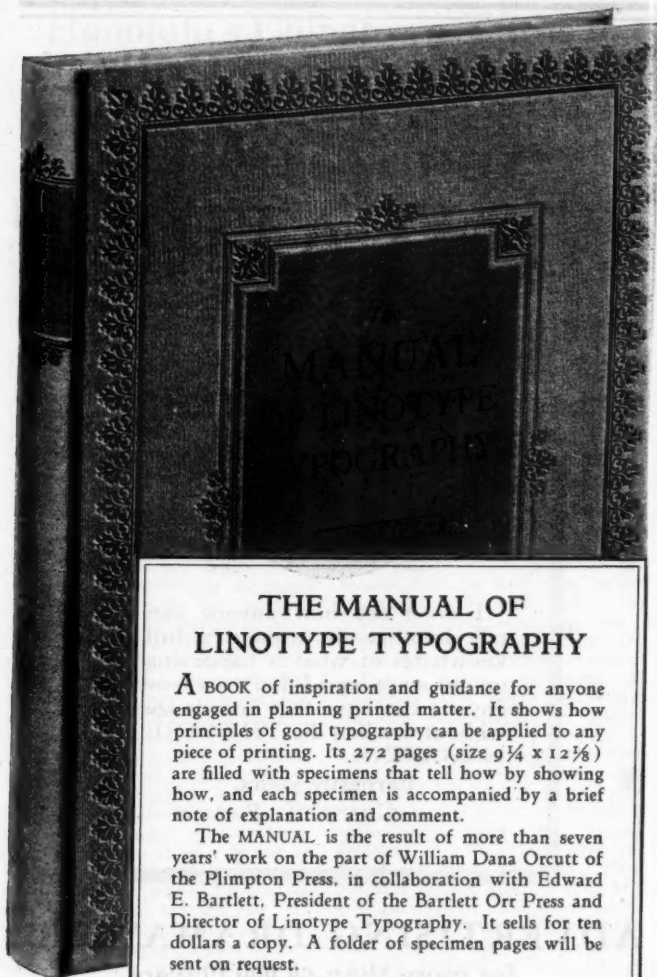 The
MANUAL
OF LINOTYPE
TYPOGRAPHY
THE MANUAL OF
LINOTYPE TYPOGRAPHY
A BOOK of inspiration and guidance for anyone
engaged in planning printed matter. It shows how
principles of good typography can be applied to any
piece of printing. Its 272 pages (size 9¼ x 12⅛)
are filled with specimens that tell how by showing
how, and each specimen is accompanied by a brief
note of explanation and comment.
The MANUAL is the result of more than seven
years' work on the part of William Dana Orcutt of
the Plimpton Press, in collaboration with Edward
E. Bartlett, President of the Bartlett Orr Press and
Director of Linotype Typography. It sells for ten
dollars a copy. A folder of specimen pages will be
sent on request.